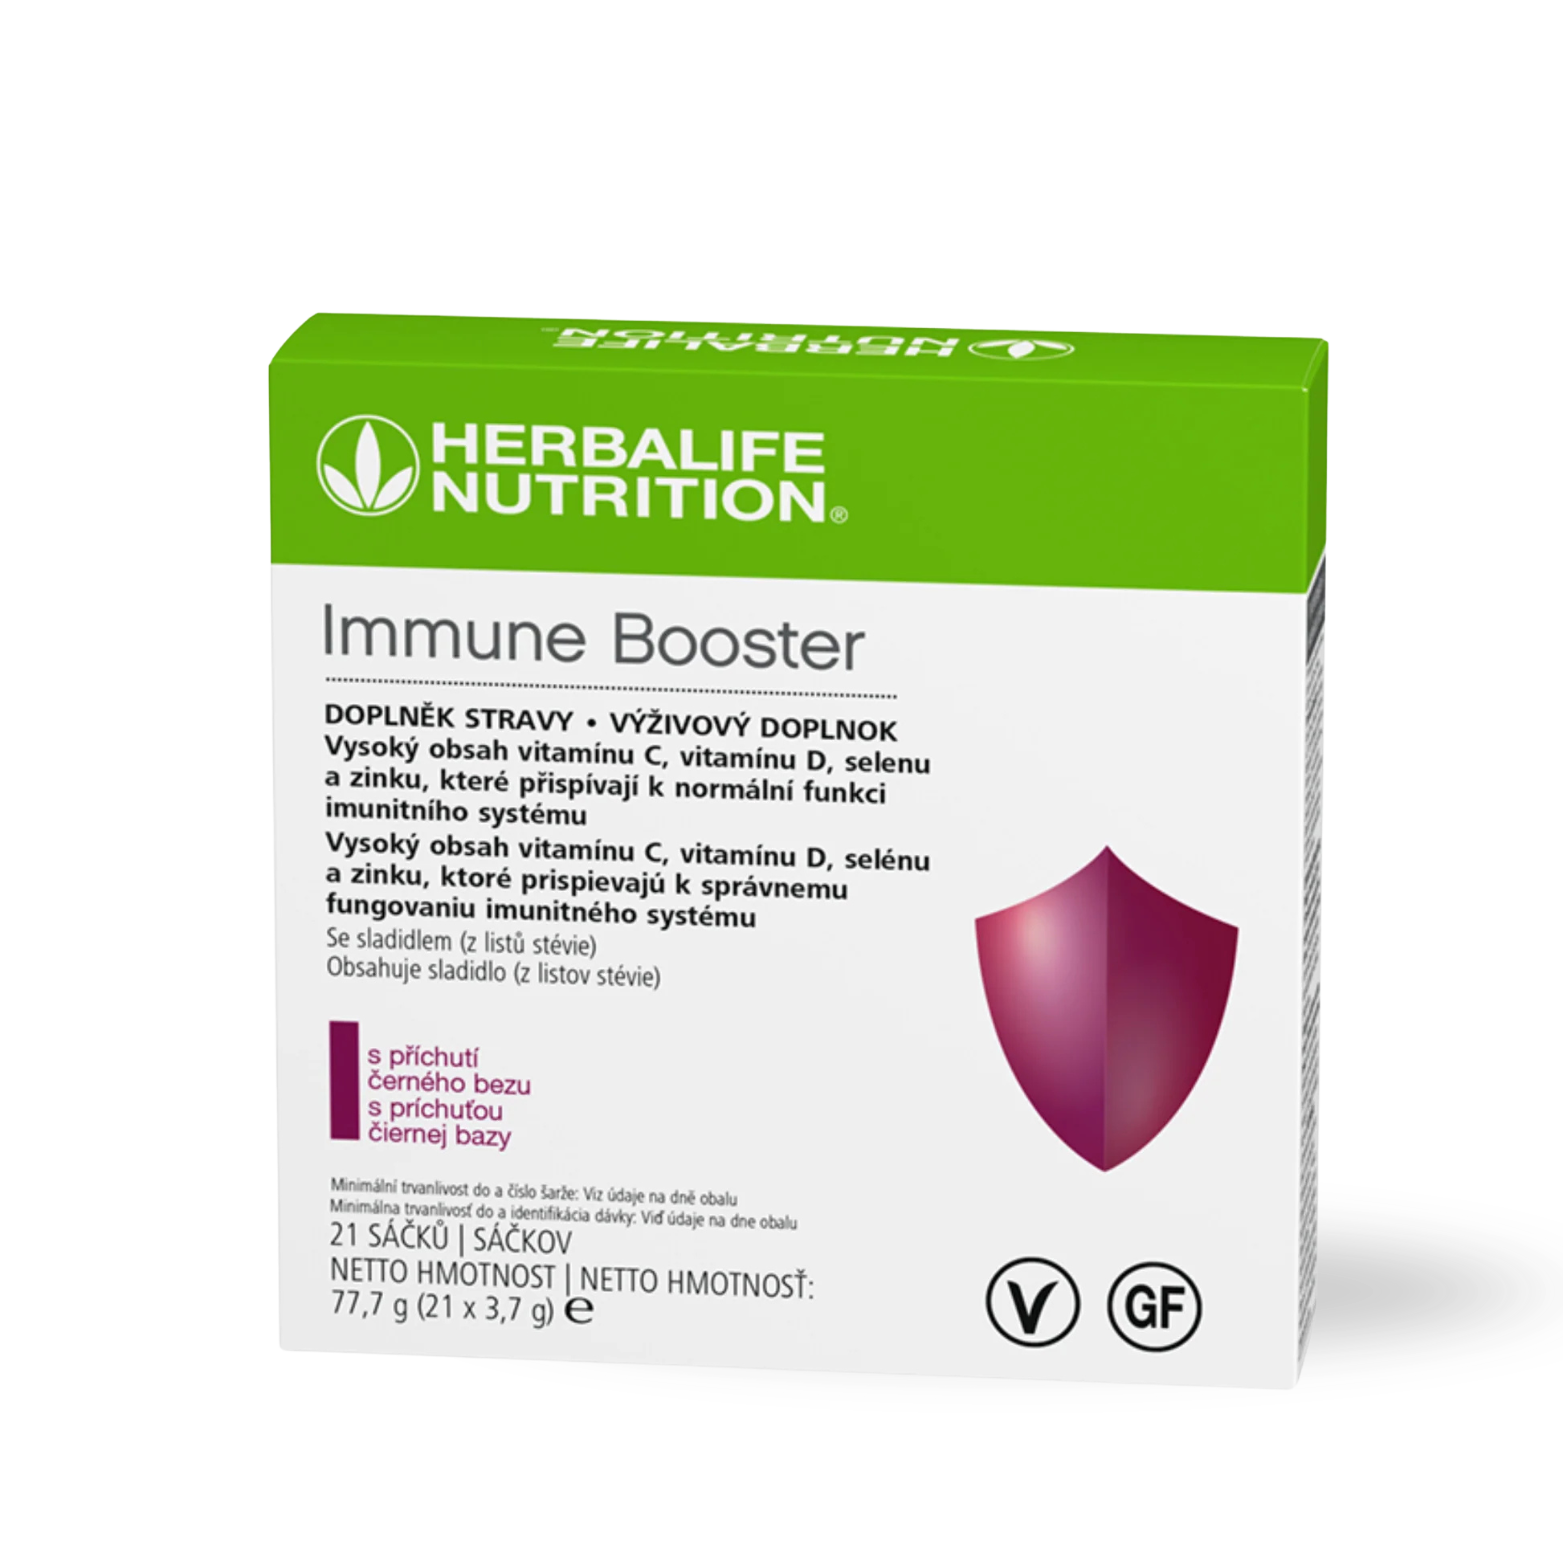 HERBALIFE
NUTRITION
HERBALIFE
NUTRITION®
Immune Booster
DOPLNĚK STRAVY • VÝŽIVOVÝ DOPLNOK
Vysoký obsah vitamínu C, vitamínu D, selenu
a zinku, které přispívají k normální funkci
imunitního systému
Vysoký obsah vitamínu C, vitamínu D, selénu
a zinku, ktoré prispievajú k správnemu
fungovaniu imunitného systému
Se sladidlem (z listů stévie)
Obsahuje sladidlo (z listov stévie)
s příchutí
černého bezu
s príchuťou
čiernej bazy
Minimální trvanlivost do a číslo šarže: Viz údaje na dně obalu
Minimálna trvanlivosť do a identifikácia dávky: Viď údaje na dne obalu
21 SÁČKŮ | SÁČKOV
NETTO HMOTNOST | NETTO HMOTNOSŤ:
77,7 g (21 x 3,7 g) ℮
V GF